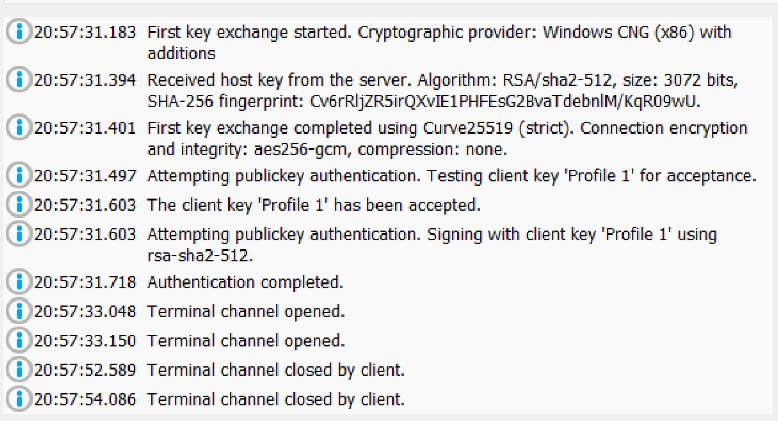 20:57:31.183 First key exchange started. Cryptographic provider: Windows CNG (x86) with
additions
20:57:31.394 Received host key from the server. Algorithm: RSA/sha2-512, size: 3072 bits,
SHA-256 fingerprint: Cv6rRljZR5irQXvIE1PHFEsG2BvaTdebnlM/KqR09wU.
20:57:31.401 First key exchange completed using Curve25519 (strict). Connection encryption
and integrity: aes256-gcm, compression: none.
20:57:31.497 Attempting publickey authentication. Testing client key 'Profile 1' for acceptance.
20:57:31.603 The client key 'Profile 1' has been accepted.
20:57:31.603 Attempting publickey authentication. Signing with client key 'Profile 1' using
rsa-sha2-512.
20:57:31.718 Authentication completed.
20:57:33.048 Terminal channel opened.
20:57:33.150 Terminal channel opened.
20:57:52.589 Terminal channel closed by client.
20:57:54.086 Terminal channel closed by client.